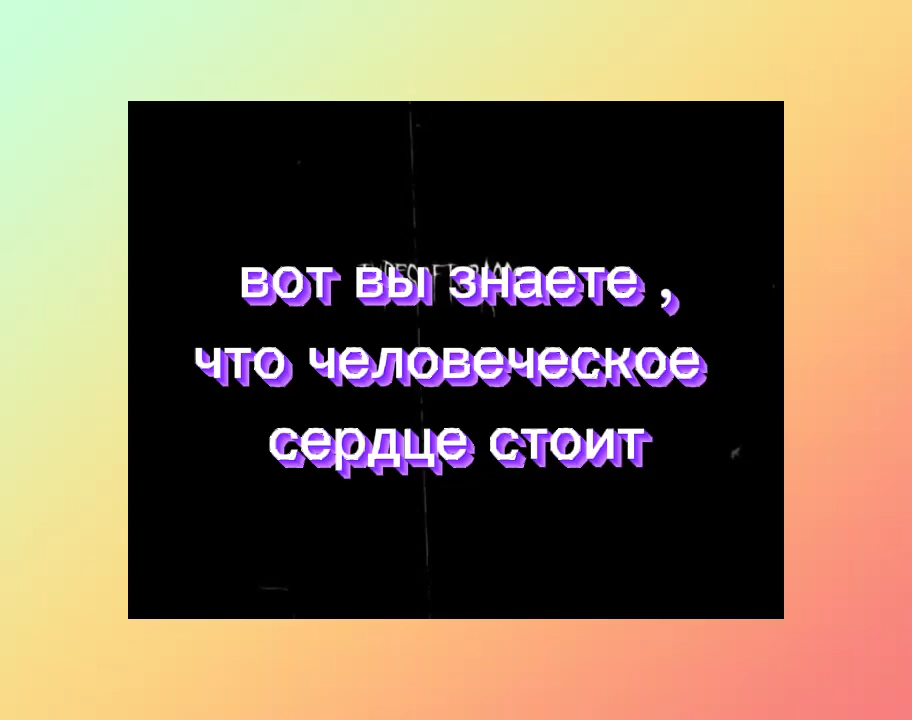 вот вы знаете ,
что человеческое
сердце стоит